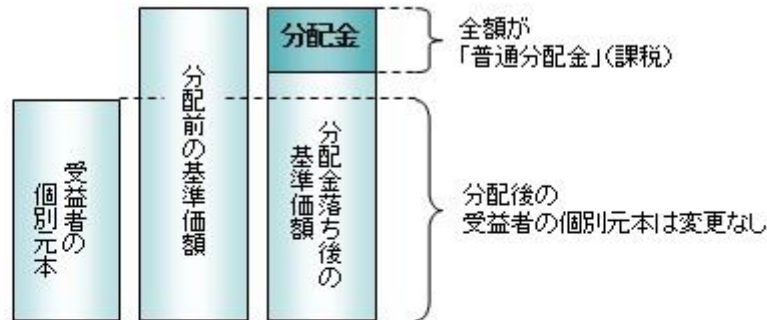 受益者の
個別元本
分配前の基準価額
分配金
分配金落ち後の
基準価額
全額が
「普通分配金」(課税)
分配後の
受益者の個別元本は変更なし